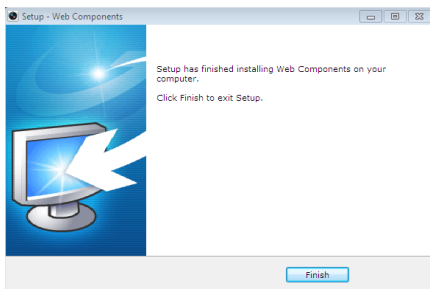 Setup - Web Components
Setup has finished installing Web Components on your
computer.
Click Finish to exit Setup.
Finish